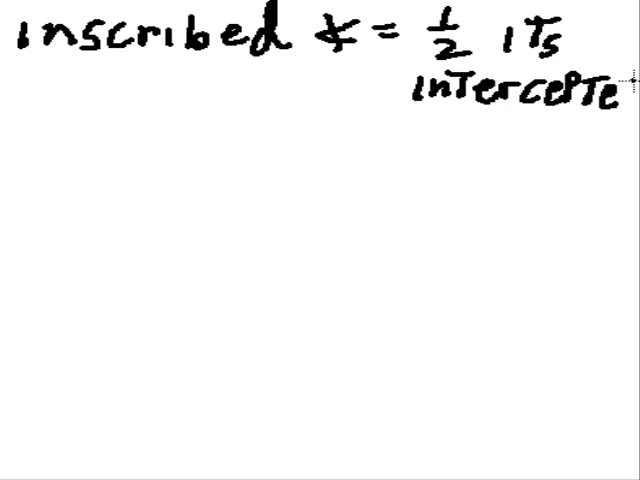 inscribed ∡ = 1/2 its
intercepte